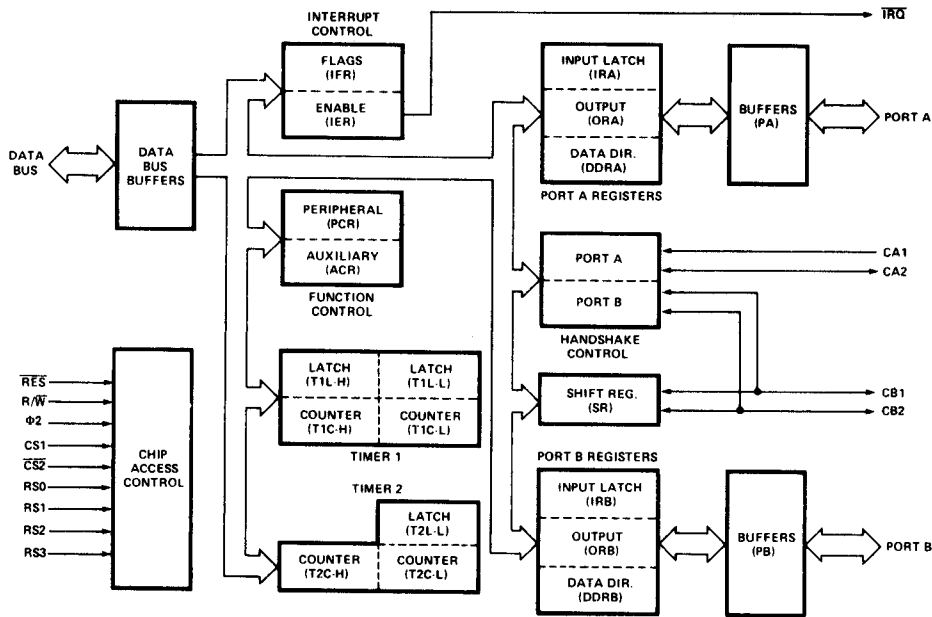 INTERRUPT
CONTROL
FLAGS
(IFR)
ENABLE
(IER)
IRQ
DATA
BUS
DATA
BUS
BUFFERS
INPUT LATCH
(IRA)
OUTPUT
(ORA)
DATA DIR.
(DDRA)
PORT A REGISTERS
BUFFERS
(PA)
PORT A
PERIPHERAL
(PCR)
AUXILIARY
(ACR)
FUNCTION
CONTROL
PORT A
PORT B
HANDSHAKE
CONTROL
CA1
CA2
LATCH
(T1L-H)
LATCH
(T1L-L)
COUNTER
(T1C-H)
COUNTER
(T1C-L)
TIMER 1
SHIFT REG.
(SR)
CB1
CB2
RES
R/W
Φ2
CS1
CS2
RS0
RS1
RS2
RS3
CHIP
ACCESS
CONTROL
TIMER 2
LATCH
(T2L-L)
COUNTER
(T2C-H)
COUNTER
(T2C-L)
PORT B REGISTERS
INPUT LATCH
(IRB)
OUTPUT
(ORB)
DATA DIR.
(DDRB)
BUFFERS
(PB)
PORT B